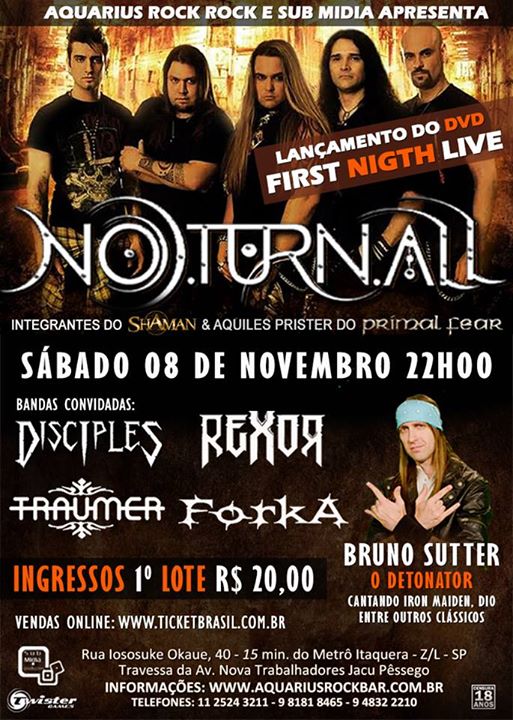 AQUARIUS ROCK ROCK E SUB MIDIA APRESENTA
LANÇAMENTO DO DVD
FIRST NIGTH LIVE
NOTURNALL
INTEGRANTES DO SHAMAN & AQUILES PRISTER DO PRIMAL FEAR
SÁBADO 08 DE NOVEMBRO 22H00
BANDAS CONVIDADAS:
DISCIPLES
REXOR
TRAUMER
FORKA
BRUNO SUTTER
O DETONATOR
CANTANDO IRON MAIDEN, DIO
ENTRE OUTROS CLÁSSICOS
INGRESSOS 1º LOTE R$ 20,00
VENDAS ONLINE: WWW.TICKETBRASIL.COM.BR
Sub
Midia
Twister
GAMES
Rua Iososuke Okaue, 40 - 15 min. do Metrô Itaquera - Z/L - SP
Travessa da Av. Nova Trabalhadores Jacu Pêssego
INFORMAÇÕES: WWW.AQUARIUSROCKBAR.COM.BR
TELEFONES: 11 2524 3211 - 9 8181 8465 - 9 4832 2210
CENSURA
18
ANOS